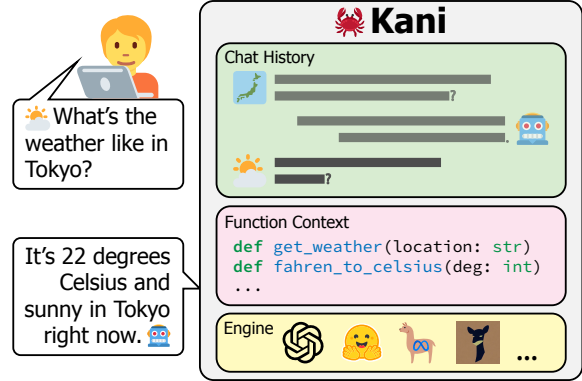 Kani
Chat History
?
.
?
What's the
weather like in
Tokyo?
Function Context
def get_weather(location: str)
def fahren_to_celsius(deg: int)
...
It's 22 degrees
Celsius and
sunny in Tokyo
right now.
Engine
...